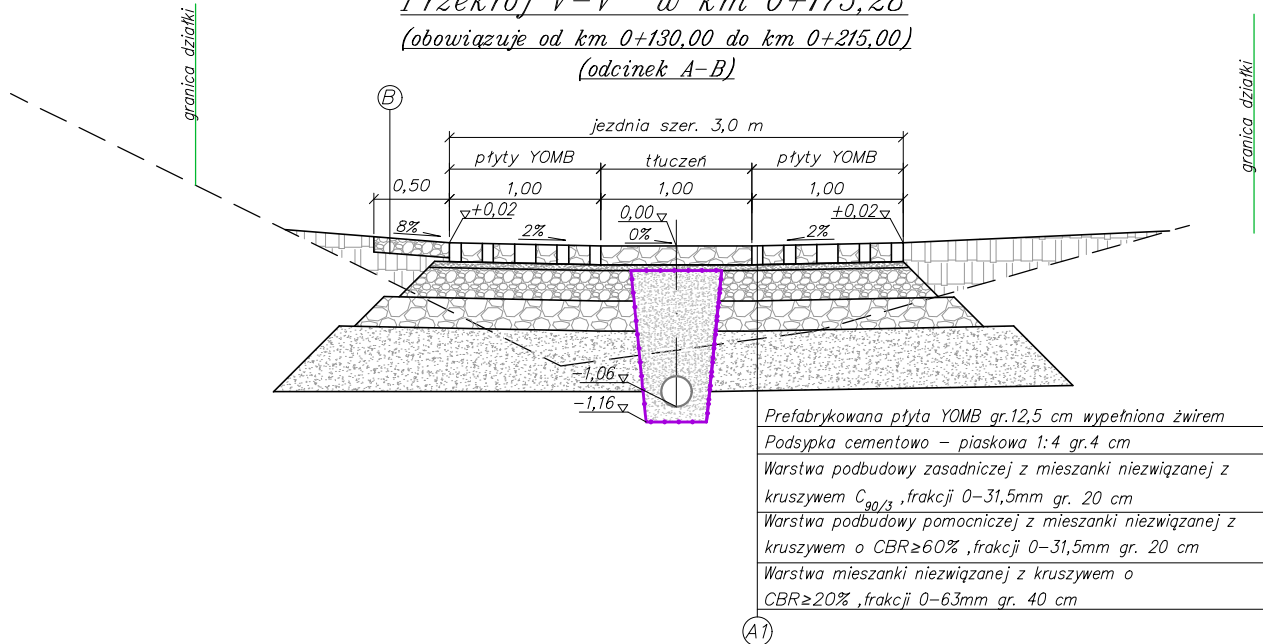 Przekrój V-V w km 0+175,28
(obowiązuje od km 0+130,00 do km 0+215,00)
(odcinek A-B)
granica działki
granica działki
B
jezdnia szer. 3,0 m
płyty YOMB
tłuczeń
płyty YOMB
0,50
1,00
1,00
1,00
+0,02
0,00
+0,02
8%
2%
0%
2%
-1,06
-1,16
Prefabrykowana płyta YOMB gr.12,5 cm wypełniona żwirem
Podsypka cementowo - piaskowa 1:4 gr.4 cm
Warstwa podbudowy zasadniczej z mieszanki niezwiązanej z
kruszywem C90/3 ,frakcji 0-31,5mm gr. 20 cm
Warstwa podbudowy pomocniczej z mieszanki niezwiązanej z
kruszywem o CBR≥60% ,frakcji 0-31,5mm gr. 20 cm
Warstwa mieszanki niezwiązanej z kruszywem o
CBR≥20% ,frakcji 0-63mm gr. 40 cm
A1